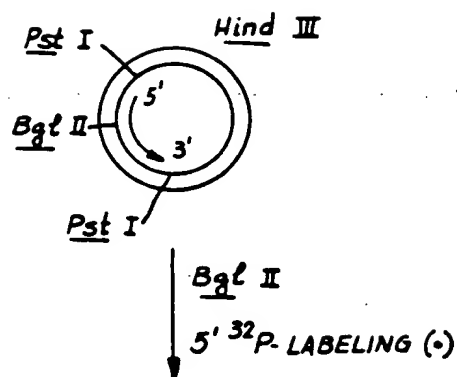 Hind III
Pst I
5'
Bgl II
3'
Pst I
Bgl II
5' 32P-LABELING (•)